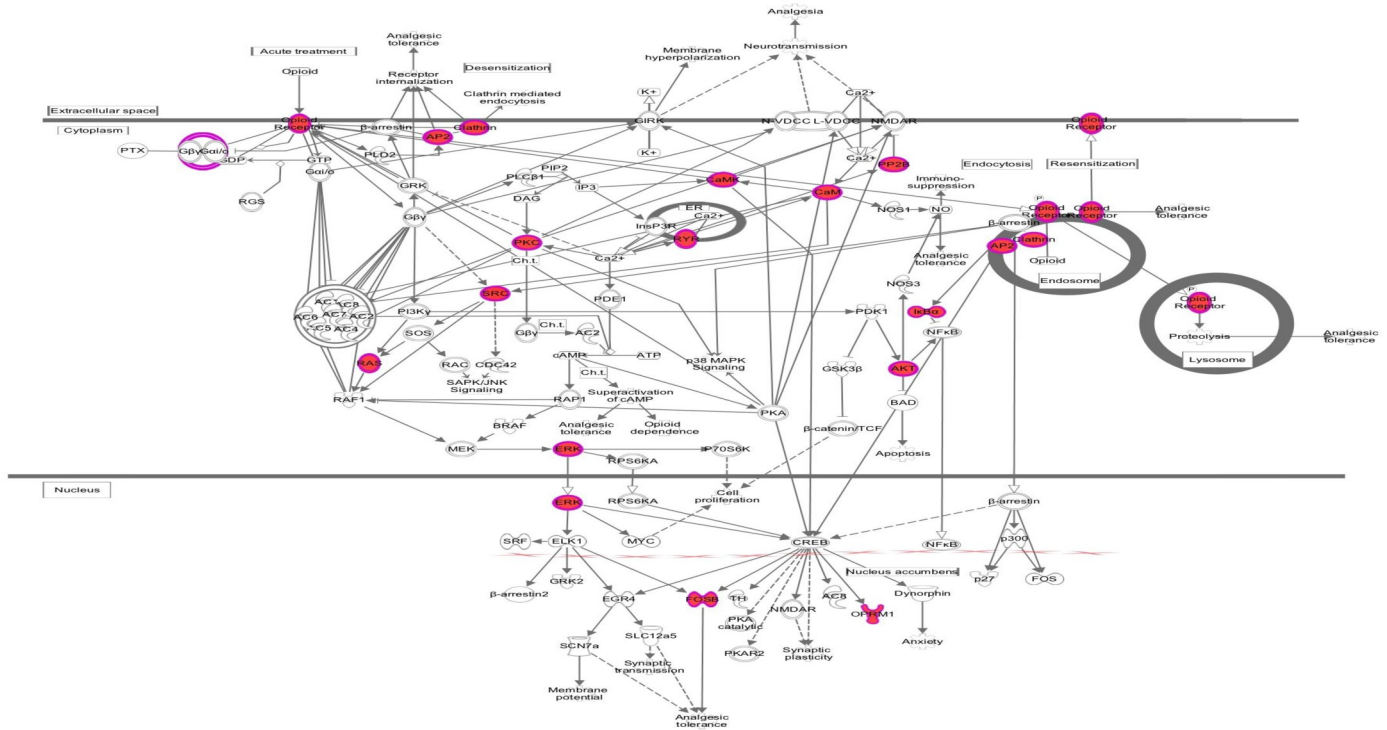 Analgesia
Neurotransmission
Analgesic
tolerance
Acute treatment
Opioid
Receptor
internalization
Desensitization
Clathrin mediated
endocytosis
Membrane
hyperpolarization
Extracellular space
Cytoplasm
K+
K+
Ca2+
Ca2+
Opioid
Receptor
β-arrestin
AP2
Clathrin
GIRK
N-VDCC
L-VDCC
NMDAR
Opioid
Receptor
PTX
Gβγ
Gαi/o
GDP
GTP
Gαi/o
PLD2
GRK
RGS
PLCβ1
PIP2
IP3
DAG
CaMK
CaM
PP2B
Endocytosis
Resensitization
Immuno-
suppression
NOS1
NO
P
Opioid
Receptor
Opioid
Receptor
Analgesic
tolerance
β-arrestin
AP2
Clathrin
Opioid
Endosome
Gβγ
ER
Ca2+
InsP3R
RYR
PKC
Ch.t.
Ca2+
Analgesic
tolerance
SRC
PDE1
NOS3
AC1
AC8
AC6
AC7
AC2
AC5
AC4
PI3Kγ
SOS
Gβγ
Ch.t.
AC2
PDK1
IκBα
NFκB
P
Opioid
Receptor
Proteolysis
Analgesic
tolerance
Lysosome
RAS
RAC
CDC42
SAPK/JNK
Signaling
cAMP
ATP
Ch.t.
p38 MAPK
Signaling
GSK3β
AKT
RAF1
RAP1
Superactivation
of cAMP
Analgesic
tolerance
Opioid
dependence
PKA
BAD
BRAF
β-catenin/TCF
Apoptosis
MEK
ERK
RPS6KA
P70S6K
Nucleus
ERK
RPS6KA
Cell
proliferation
β-arrestin
SRF
ELK1
MYC
CREB
NFκB
p300
p27
FOS
Nucleus accumbens
β-arrestin2
GRK2
EGR4
FOSB
TH
PKA
catalytic
PKAR2
NMDAR
Synaptic
plasticity
AC8
OPRM1
Dynorphin
Anxiety
SCN7a
SLC12a5
Synaptic
transmission
Membrane
potential
Analgesic
tolerance